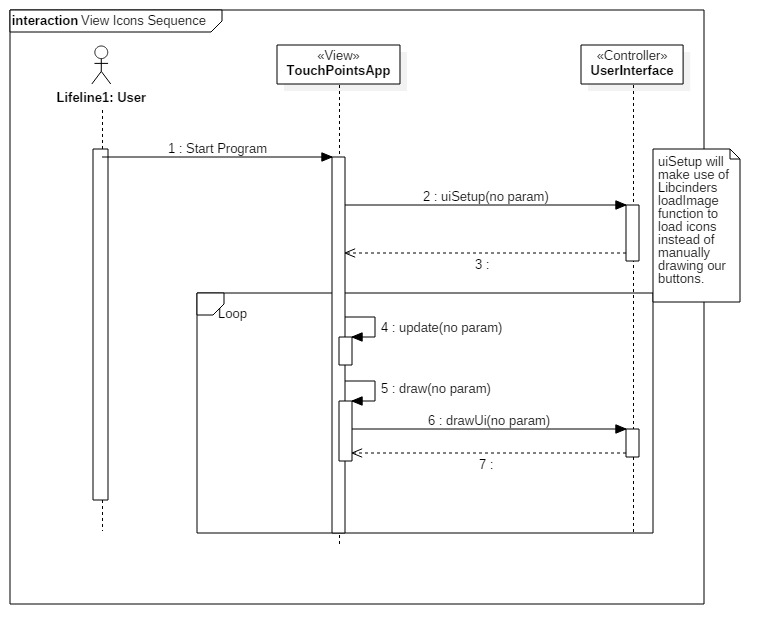 interaction View Icons Sequence
«View»
TouchPointsApp
«Controller»
UserInterface
Lifeline1: User
1 : Start Program
2 : uiSetup(no param)
3 :
uiSetup will
make use of
Libcinders
loadImage
function to
load icons
instead of
manually
drawing our
buttons.
Loop
4 : update(no param)
5 : draw(no param)
6 : drawUi(no param)
7 :